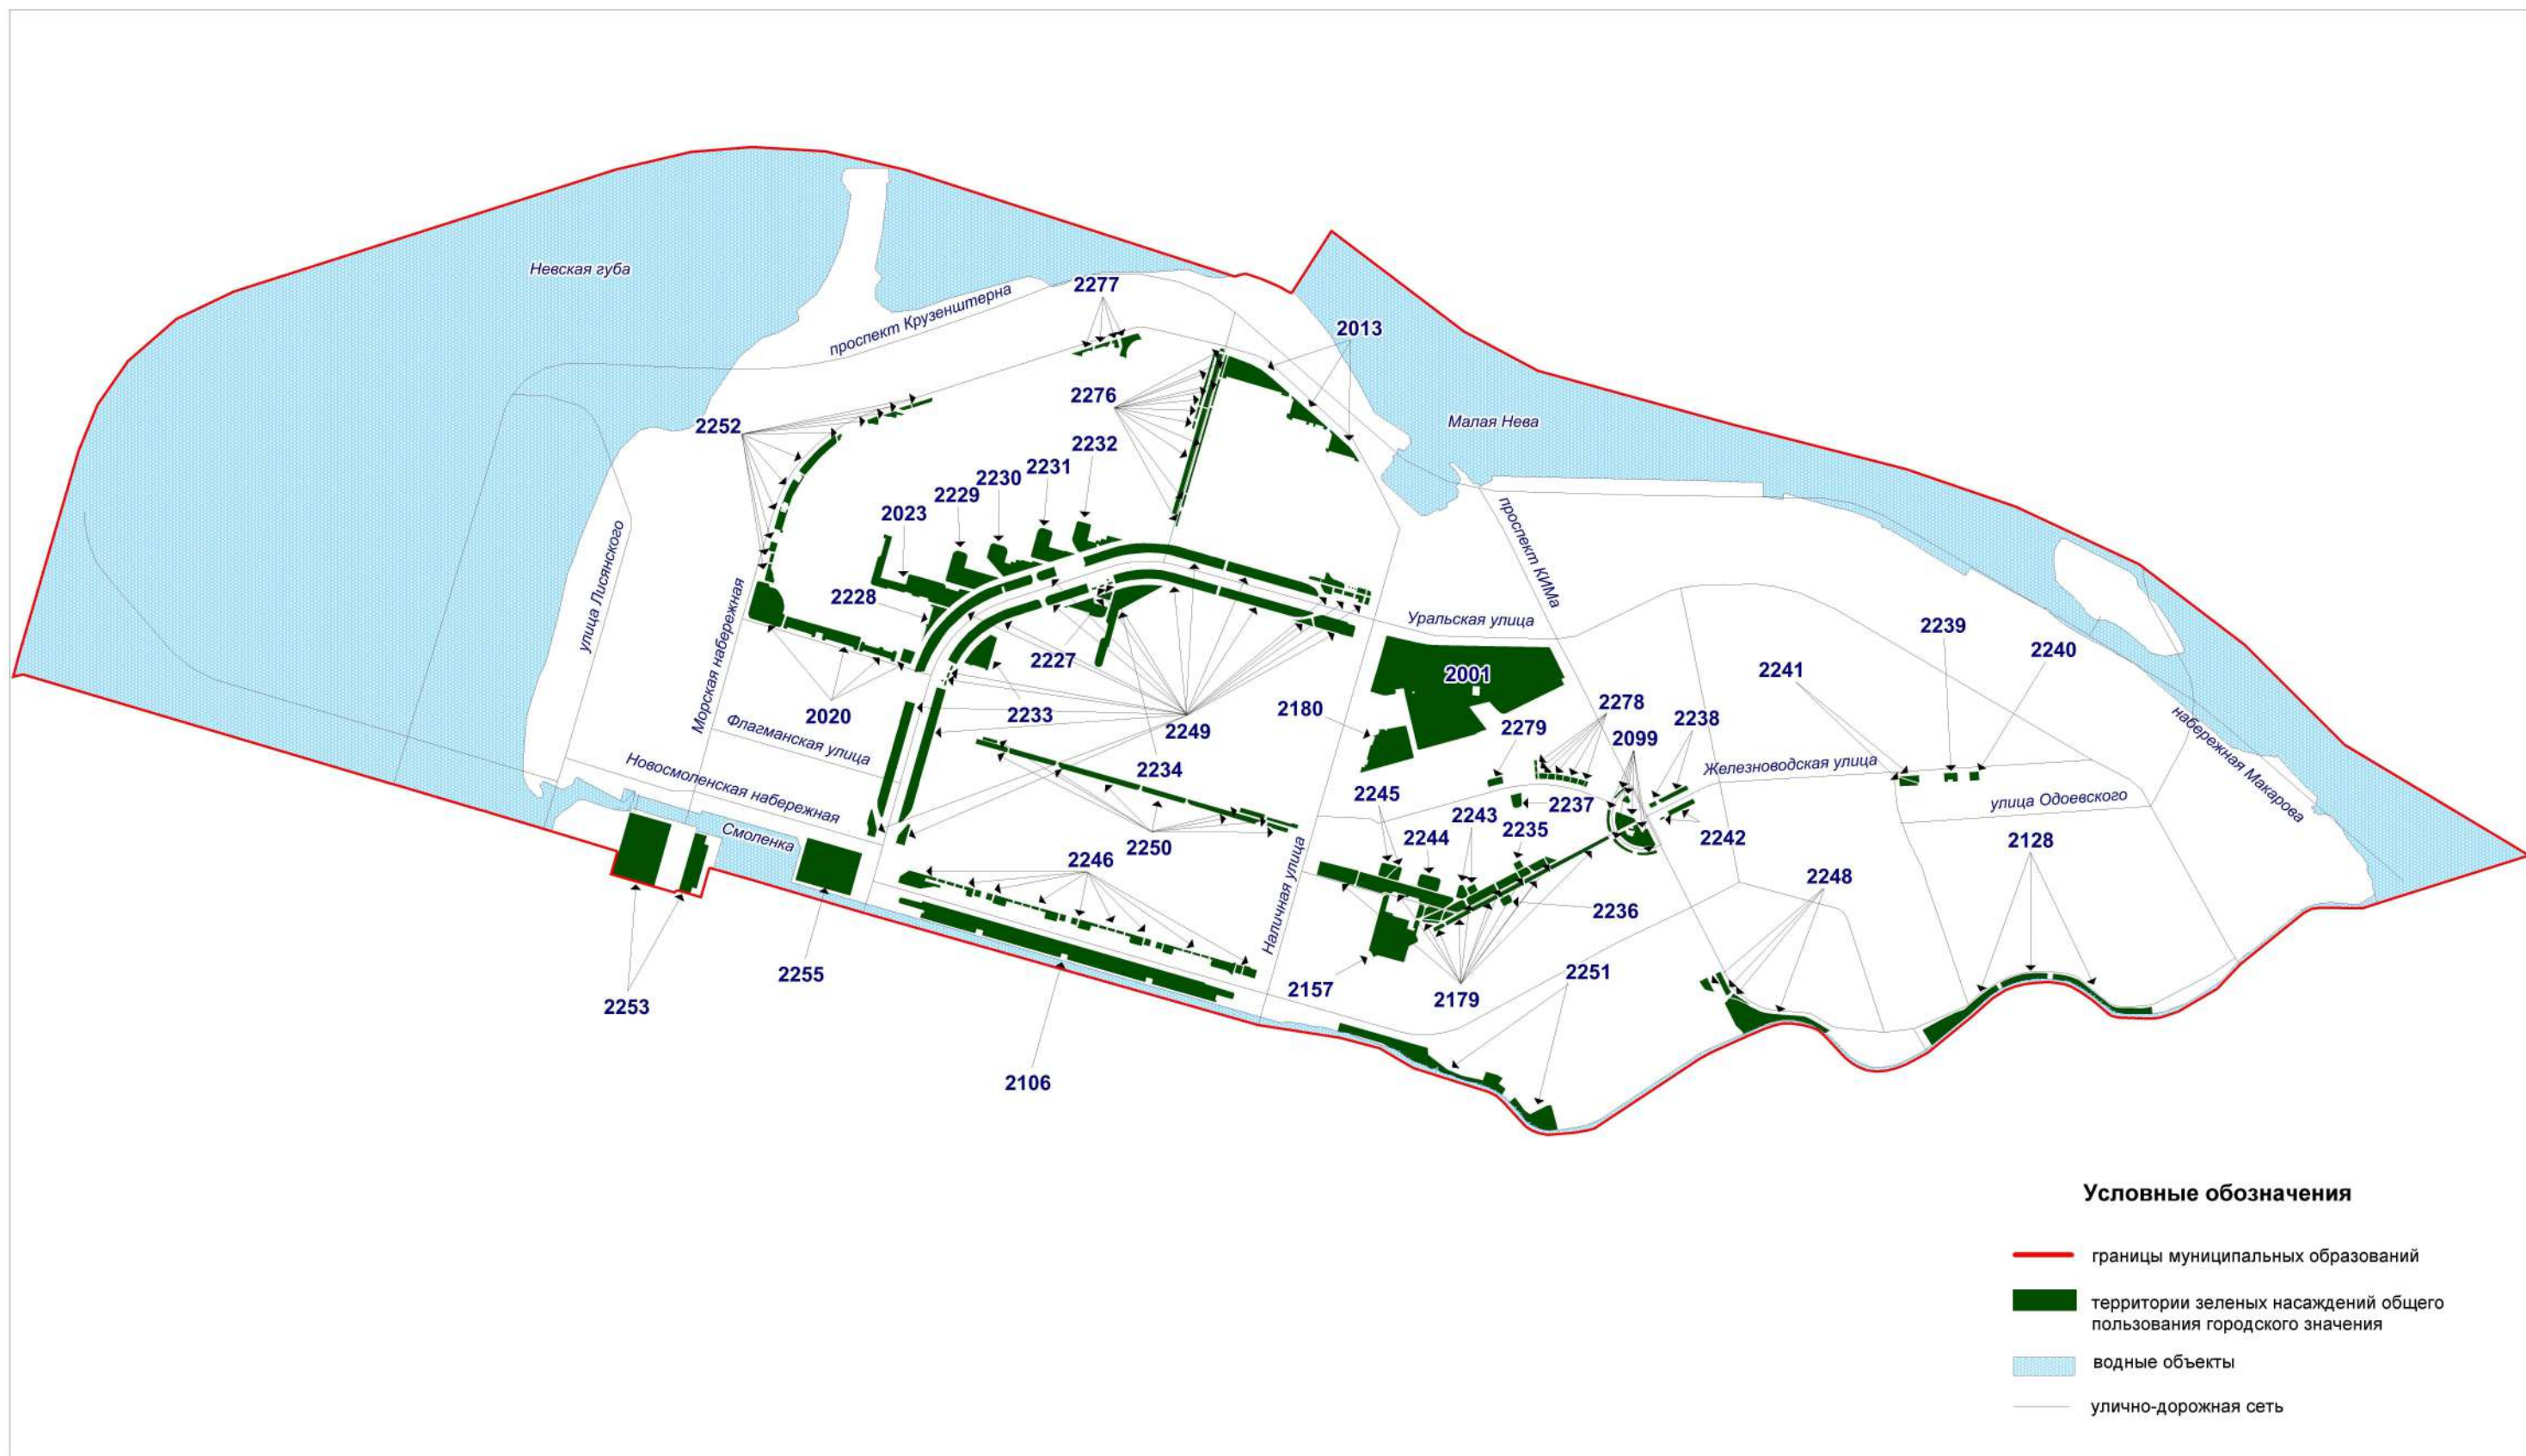 Невская губа
проспект Крузенштерна
2277
2013
2276
2252
Малая Нева
2232
2231
2230
2229
2023
проспект КИМа
улица Лисянского
2228
Морская набережная
Уральская улица
2239
2240
2227
2241
2001
2180
2278
2238
2020
2233
2249
2279
2099
набережная Макарова
Флагманская улица
2234
Железноводская улица
Новосмоленская набережная
2245
2237
улица Одоевского
2243
2235
2244
2242
2128
Смоленка
2250
2246
2248
Наличная улица
2236
2255
2251
2157
2179
2253
2106
Условные обозначения
границы муниципальных образований
территории зеленых насаждений общего
пользования городского значения
водные объекты
улично-дорожная сеть